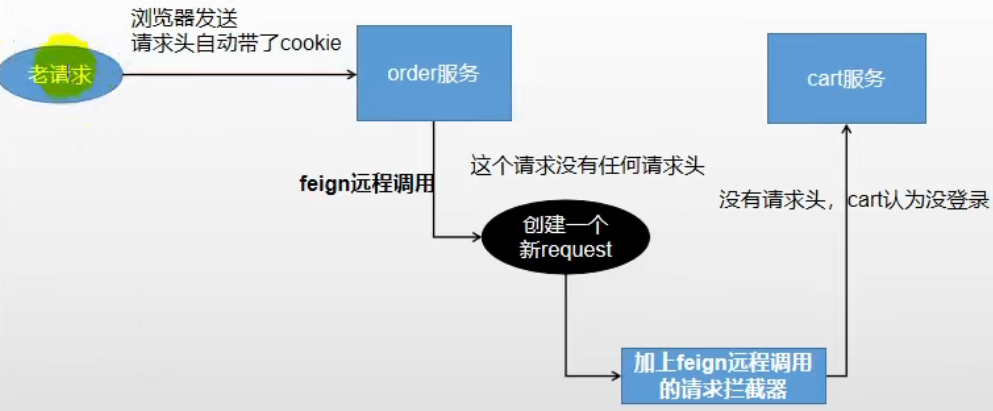 浏览器发送
请求头自动带了cookie
老请求
order服务
cart服务
feign远程调用
这个请求没有任何请求头
没有请求头，cart认为没登录
创建一个
新request
加上feign远程调用
的请求拦截器